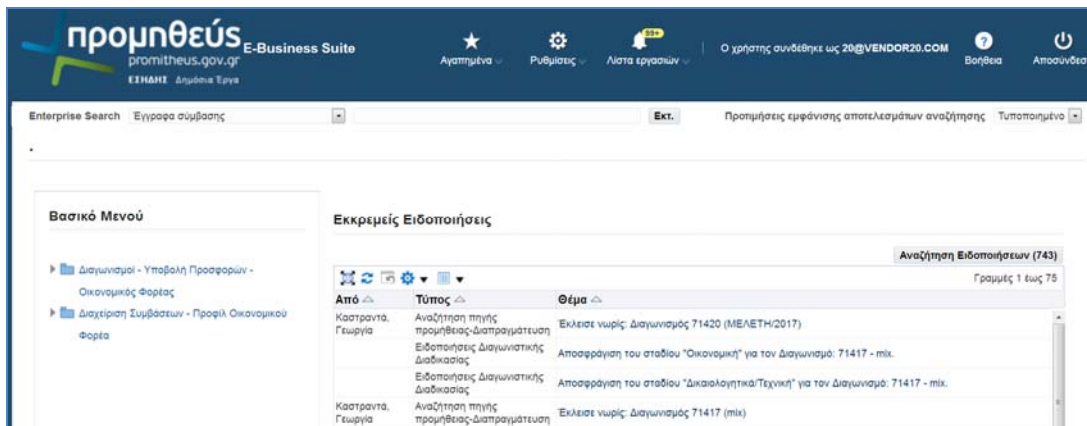 προμηθεύς E-Business Suite
promitheus.gov.gr
ΕΣΗΔΗΣ Δημόσια Έργα
Αγαπημένα Ρυθμίσεις 99+ Λίστα εργασιών Ο χρήστης συνδέθηκε ως 20@VENDOR20.COM ? Βοήθεια Αποσύνδεσ
Enterprise Search Έγγραφα σύμβασης Εκτ. Προτιμήσεις εμφάνισης αποτελεσμάτων αναζήτησης Τυποποιημένο
Βασικό Μενού
Διαγωνισμοί - Υποβολή Προσφορών -
Οικονομικός Φορέας
Διαχείριση Συμβάσεων - Προφίλ Οικονομικού
Φορέα
Εκκρεμείς Ειδοποιήσεις
Αναζήτηση Ειδοποιήσεων (743)
Γραμμές 1 έως 75
Από Τύπος Θέμα
Καστραντά, Αναζήτηση πηγής
Γεωργία προμήθειας-Διαπραγμάτευση Έκλεισε νωρίς: Διαγωνισμός 71420 (ΜΕΛΕΤΗ/2017)
Ειδοποιήσεις Διαγωνιστικής
Διαδικασίας Αποσφράγιση του σταδίου "Οικονομική" για τον Διαγωνισμό: 71417 - mix.
Ειδοποιήσεις Διαγωνιστικής
Διαδικασίας Αποσφράγιση του σταδίου "Δικαιολογητικά/Τεχνική" για τον Διαγωνισμό: 71417 - mix.
Καστραντά, Αναζήτηση πηγής
Γεωργία προμήθειας-Διαπραγμάτευση Έκλεισε νωρίς: Διαγωνισμός 71417 (mix)